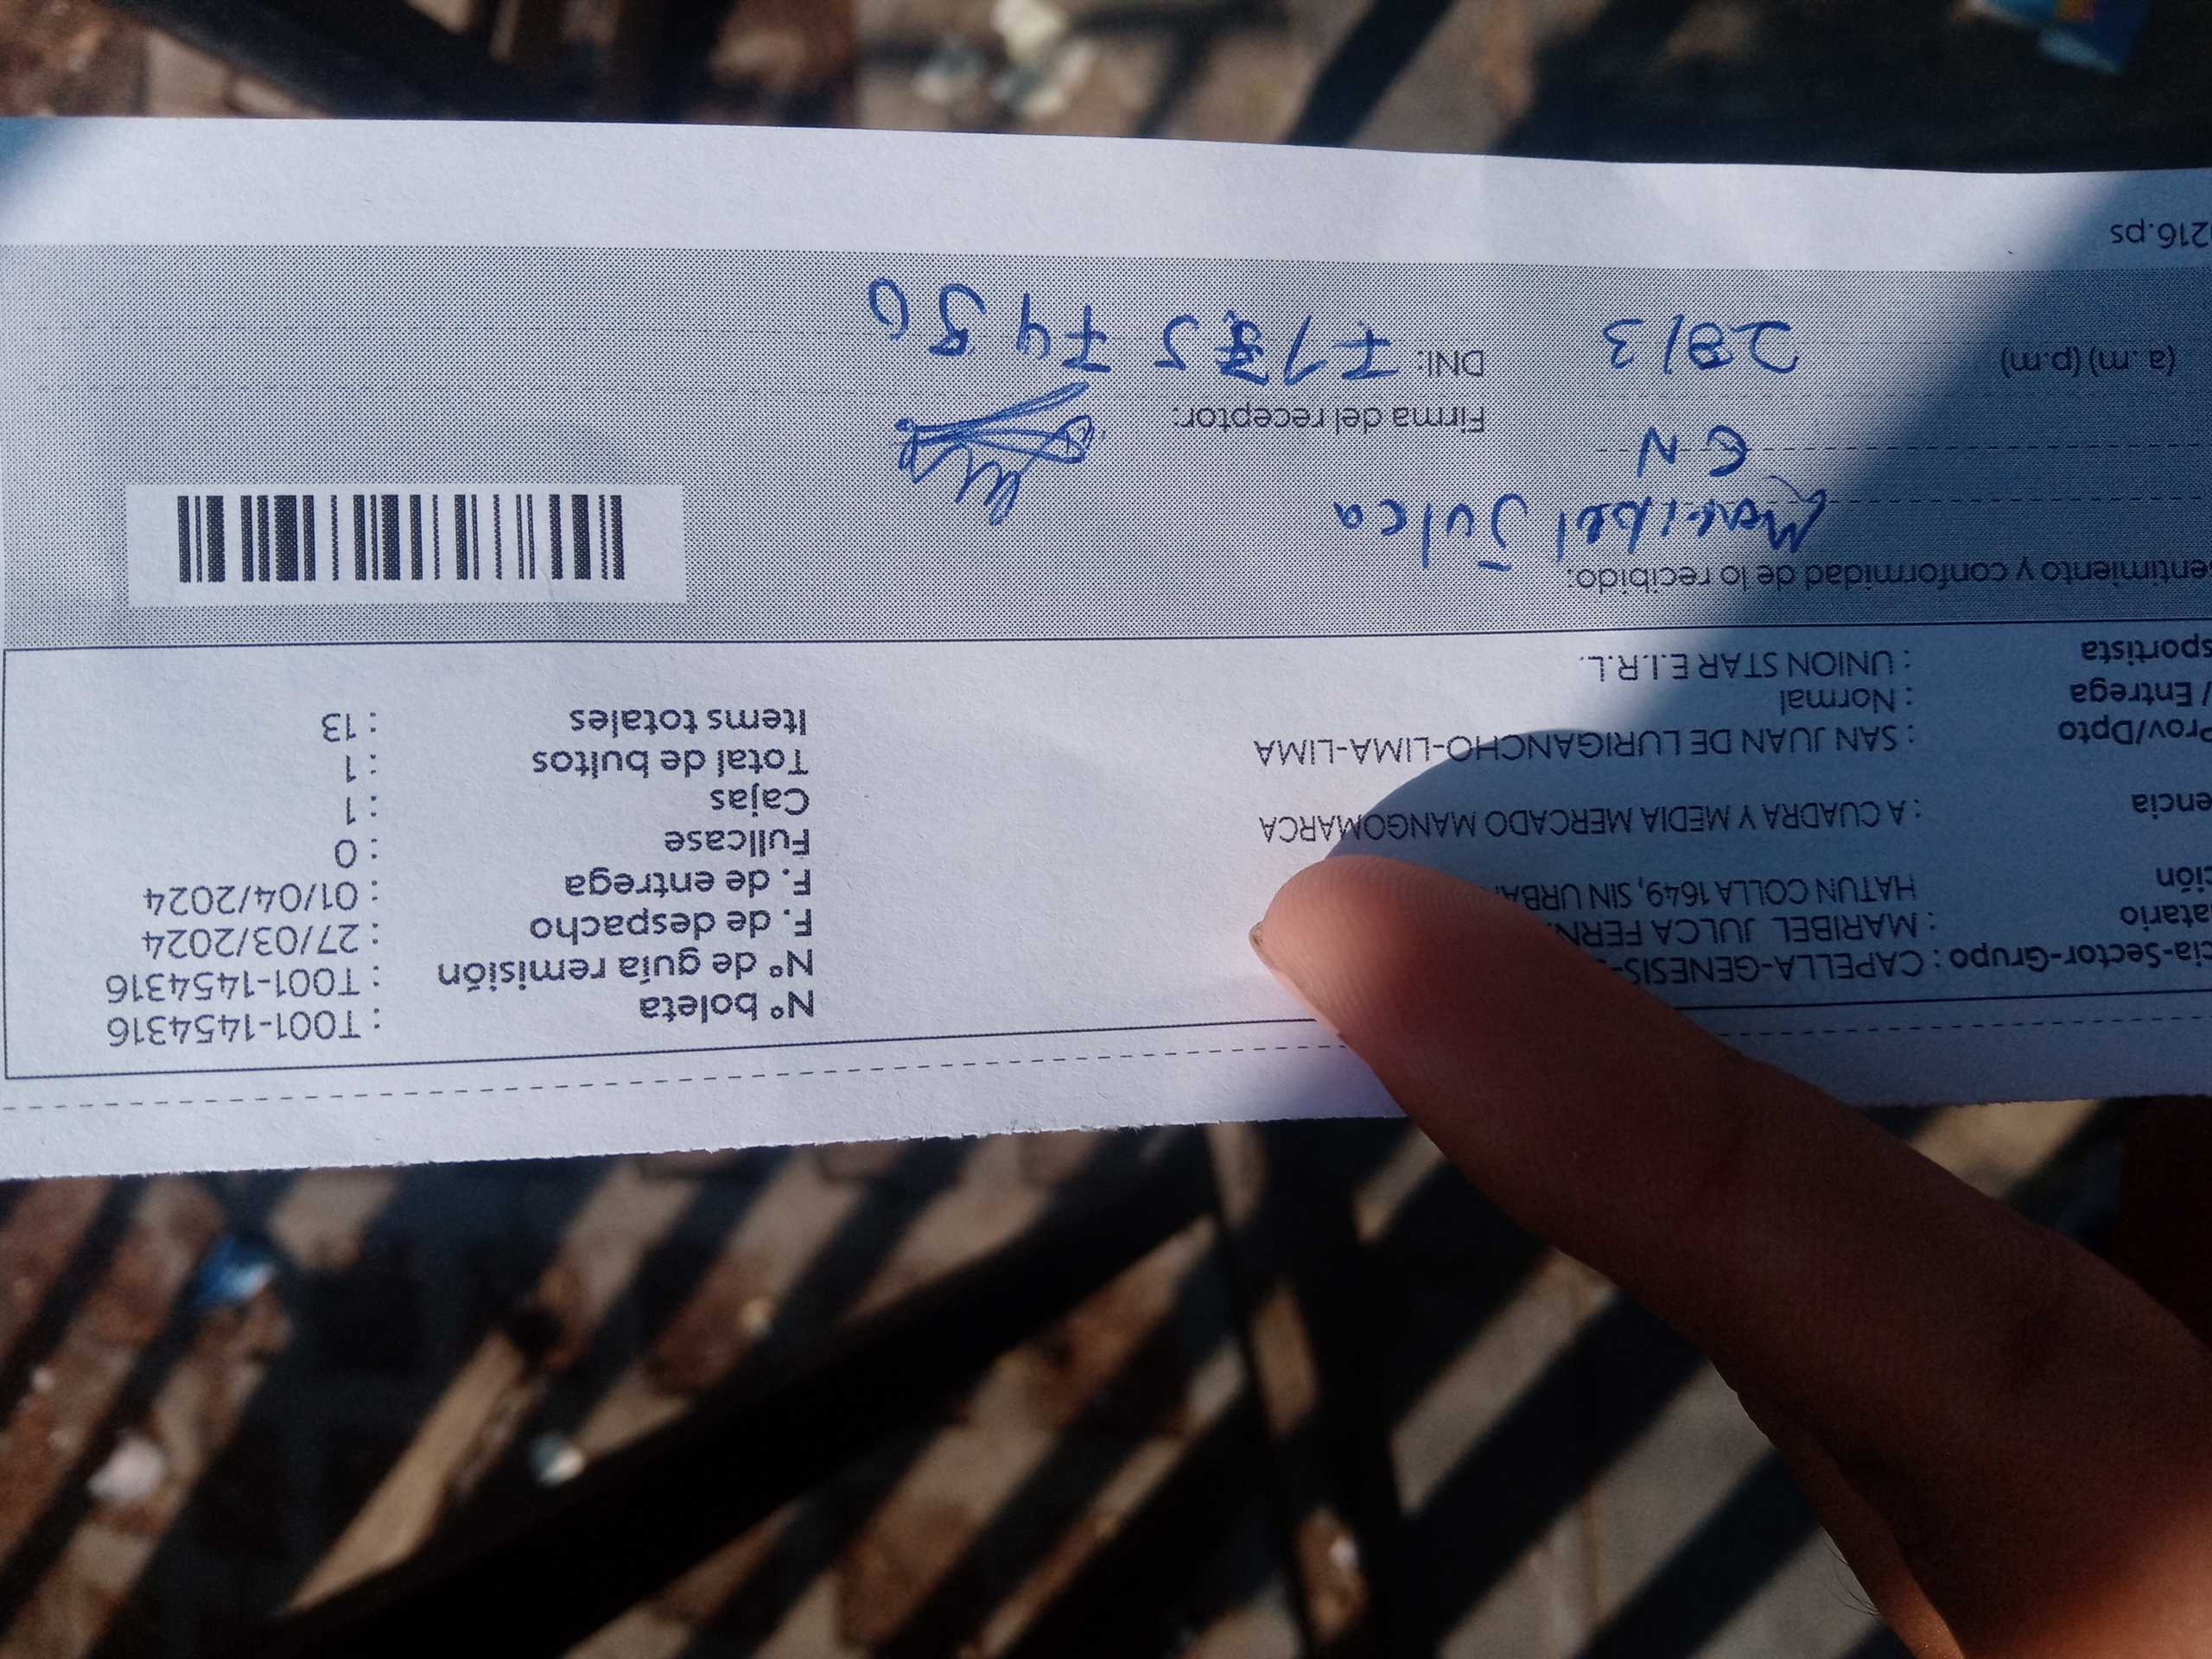 cia-Sector-Grupo : CAPELLA-GENESIS-
atario : MARIBEL JULCA FERN
ción HATUN COLLA 1649, SIN URBA
encia : A CUADRA Y MEDIA MERCADO MANGOMARCA
Prov/Dpto : SAN JUAN DE LURIGANCHO-LIMA-LIMA
/ Entrega : Normal
sportista : UNION STAR E.I.R.L.
N° boleta : T001-1454316
N° de guía remisión : T001-1454316
F. de despacho : 27/03/2024
F. de entrega : 01/04/2024
Fullcase : 0
Cajas : 1
Total de bultos : 1
Items totales : 13
entimiento y conformidad de lo recibido:
Maribel Julca
EN
Firma del receptor:
(a.m) (p.m) 28/3
DNI:
216.ps